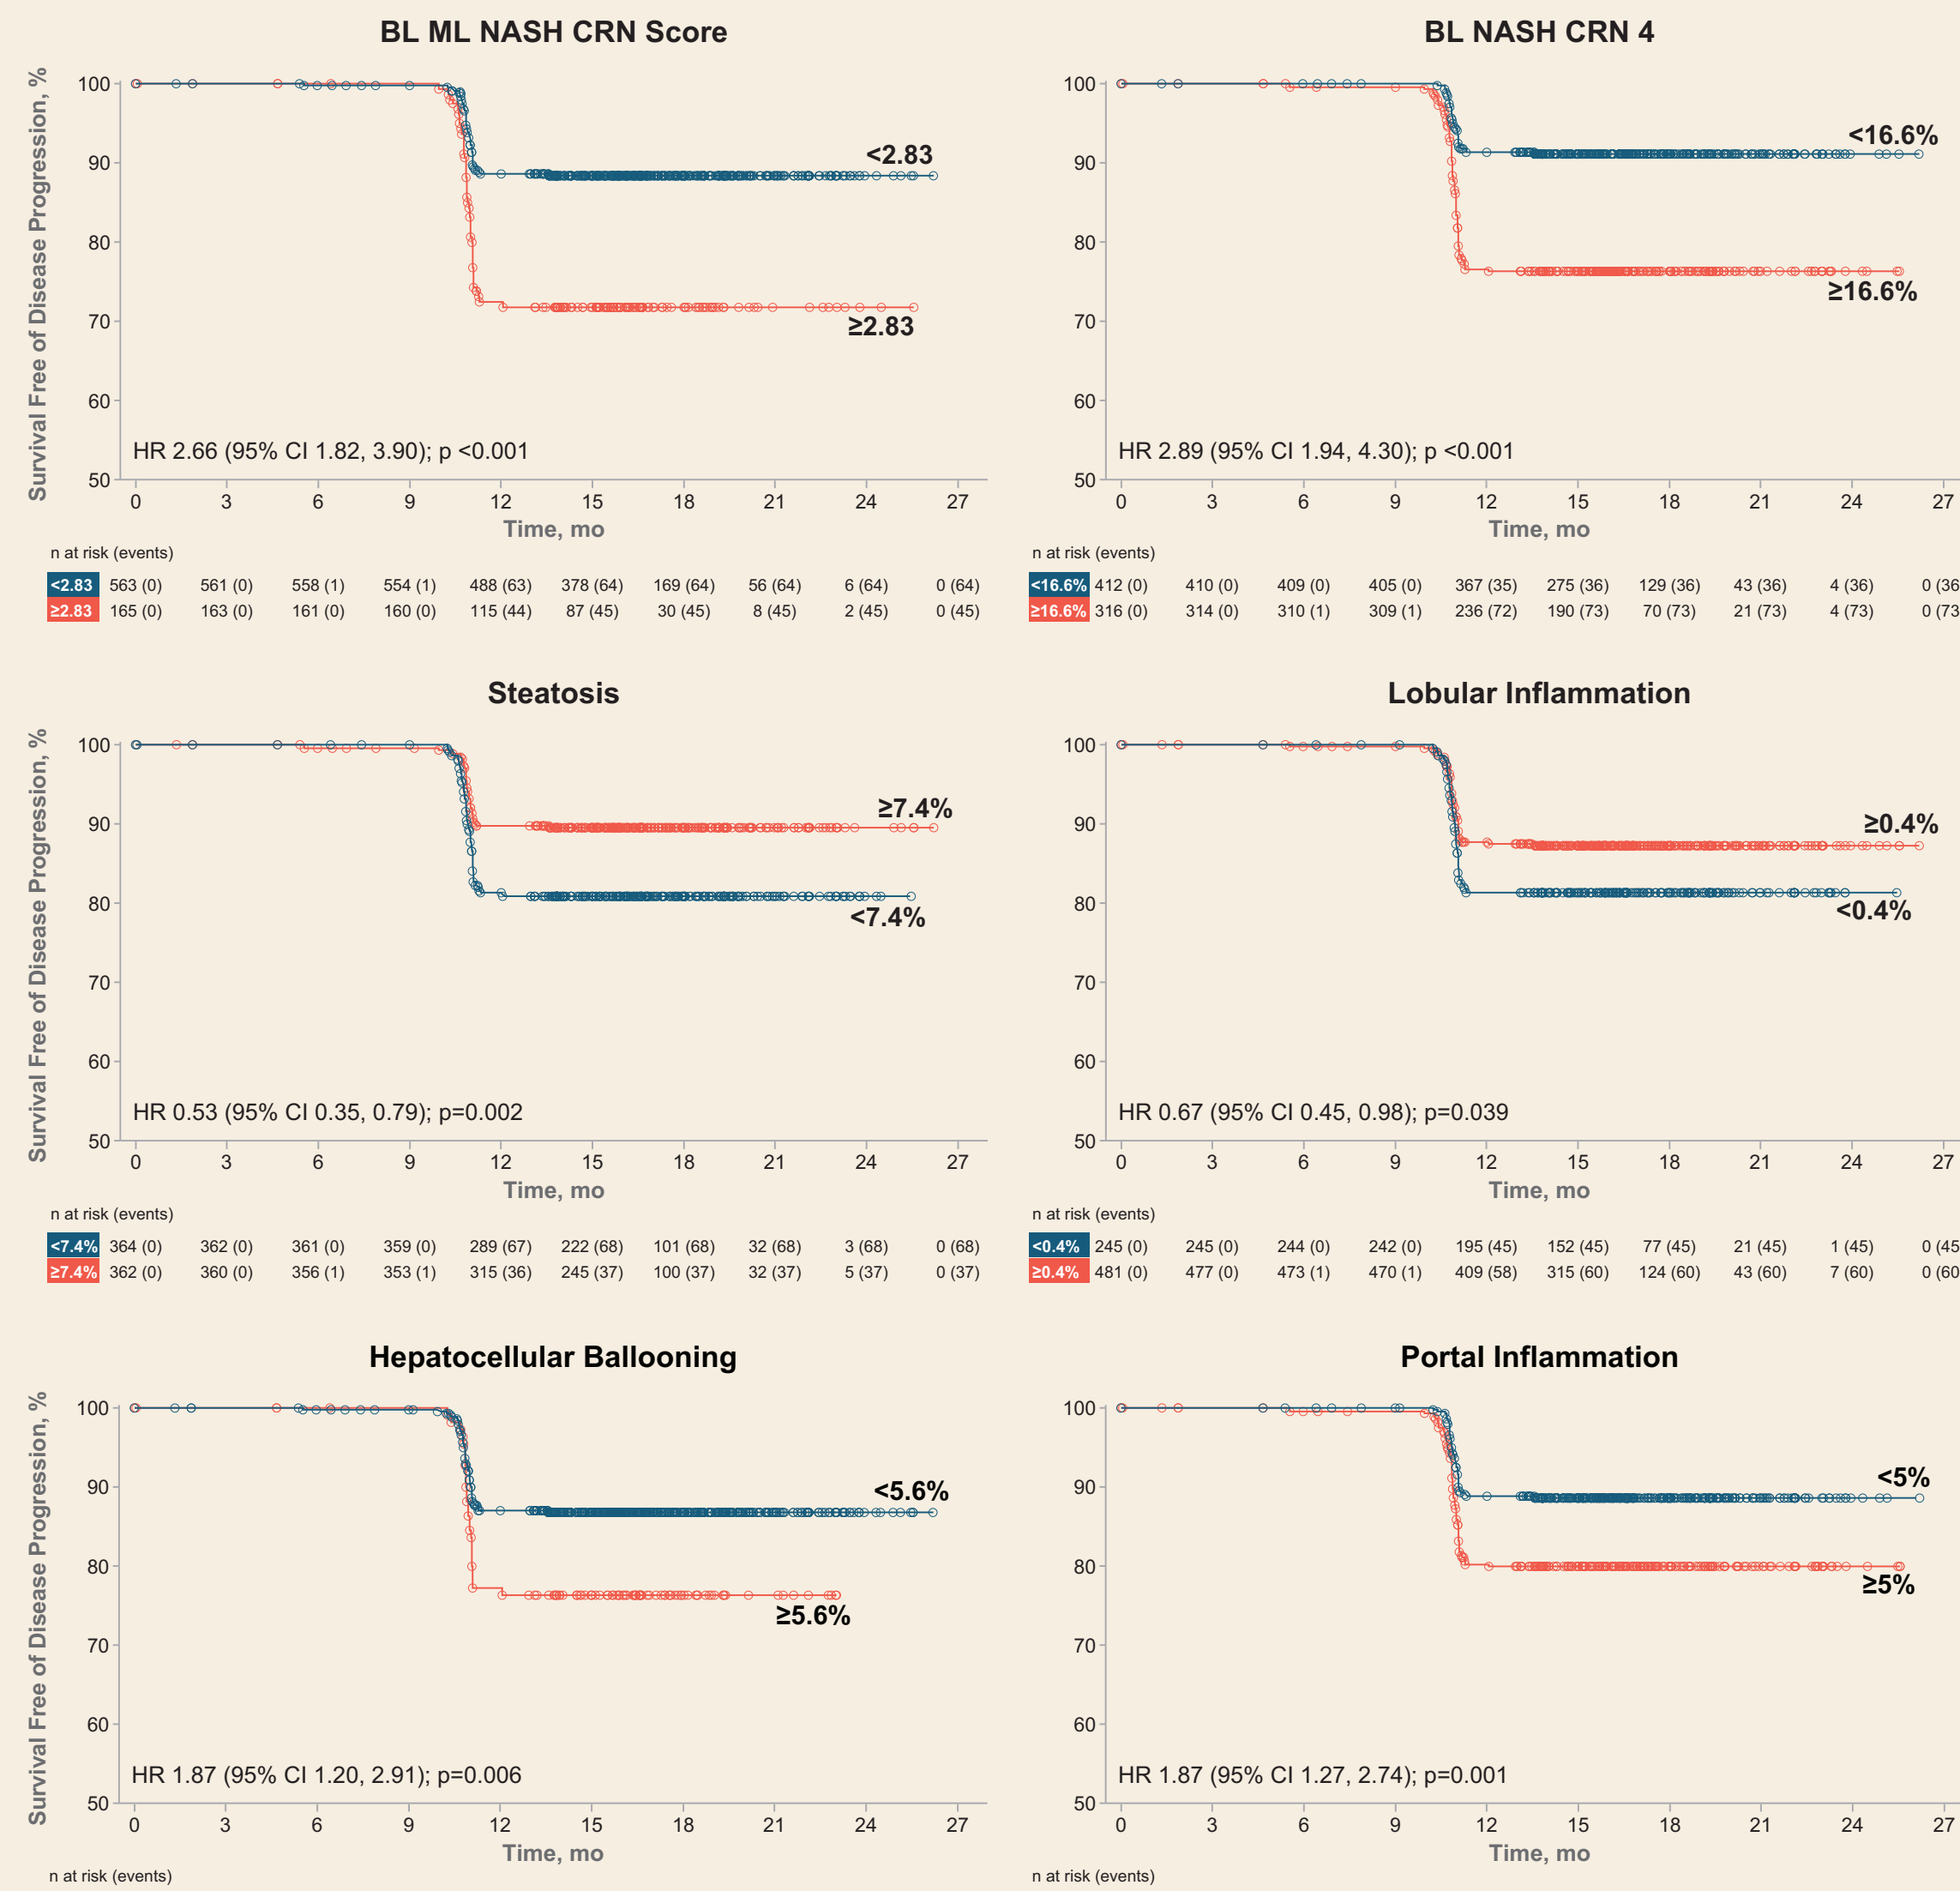 BL ML NASH CRN Score
Survival Free of Disease Progression, %
100
90
80
70
60
50
<2.83
≥2.83
HR 2.66 (95% CI 1.82, 3.90); p <0.001
0 3 6 9 12 15 18 21 24 27
Time, mo
n at risk (events)
<2.83 563 (0) 561 (0) 558 (1) 554 (1) 488 (63) 378 (64) 169 (64) 56 (64) 6 (64) 0 (64)
≥2.83 165 (0) 163 (0) 161 (0) 160 (0) 115 (44) 87 (45) 30 (45) 8 (45) 2 (45) 0 (45)
BL NASH CRN 4
100
90
80
70
60
50
<16.6%
≥16.6%
HR 2.89 (95% CI 1.94, 4.30); p <0.001
0 3 6 9 12 15 18 21 24 27
Time, mo
n at risk (events)
<16.6% 412 (0) 410 (0) 409 (0) 405 (0) 367 (35) 275 (36) 129 (36) 43 (36) 4 (36) 0 (36
≥16.6% 316 (0) 314 (0) 310 (1) 309 (1) 236 (72) 190 (73) 70 (73) 21 (73) 4 (73) 0 (73
Steatosis
Survival Free of Disease Progression, %
100
90
80
70
60
50
≥7.4%
<7.4%
HR 0.53 (95% CI 0.35, 0.79); p=0.002
0 3 6 9 12 15 18 21 24 27
Time, mo
n at risk (events)
<7.4% 364 (0) 362 (0) 361 (0) 359 (0) 289 (67) 222 (68) 101 (68) 32 (68) 3 (68) 0 (68)
≥7.4% 362 (0) 360 (0) 356 (1) 353 (1) 315 (36) 245 (37) 100 (37) 32 (37) 5 (37) 0 (37)
Lobular Inflammation
100
90
80
70
60
50
≥0.4%
<0.4%
HR 0.67 (95% CI 0.45, 0.98); p=0.039
0 3 6 9 12 15 18 21 24 27
Time, mo
n at risk (events)
<0.4% 245 (0) 245 (0) 244 (0) 242 (0) 195 (45) 152 (45) 77 (45) 21 (45) 1 (45) 0 (45
≥0.4% 481 (0) 477 (0) 473 (1) 470 (1) 409 (58) 315 (60) 124 (60) 43 (60) 7 (60) 0 (60
Hepatocellular Ballooning
Survival Free of Disease Progression, %
100
90
80
70
60
50
<5.6%
≥5.6%
HR 1.87 (95% CI 1.20, 2.91); p=0.006
0 3 6 9 12 15 18 21 24 27
Time, mo
n at risk (events)
Portal Inflammation
100
90
80
70
60
50
<5%
≥5%
HR 1.87 (95% CI 1.27, 2.74); p=0.001
0 3 6 9 12 15 18 21 24 27
Time, mo
n at risk (events)